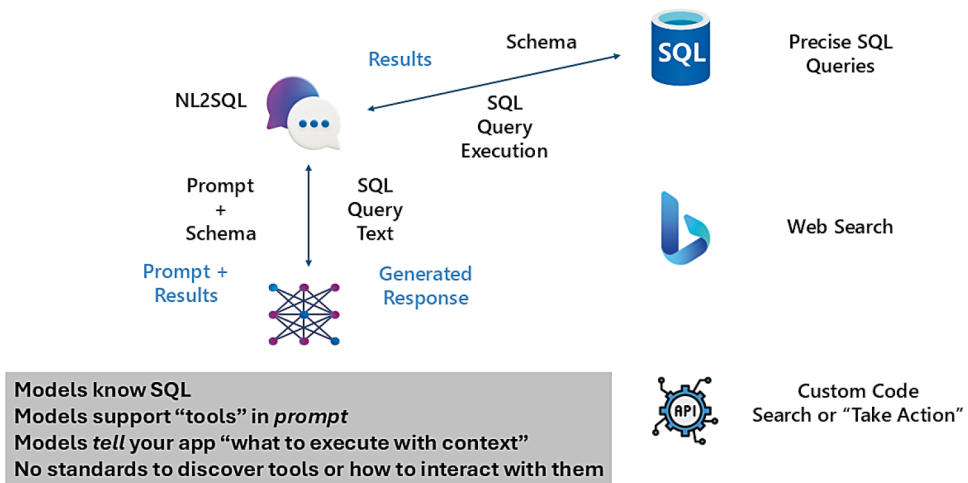 Results
Schema
SQL
Precise SQL
Queries
NL2SQL
SQL
Query
Execution
Prompt
+
Schema
SQL
Query
Text
Web Search
Prompt +
Results
Generated
Response
Models know SQL
Models support “tools” in prompt
Models tell your app “what to execute with context”
No standards to discover tools or how to interact with them
API
Custom Code
Search or “Take Action”